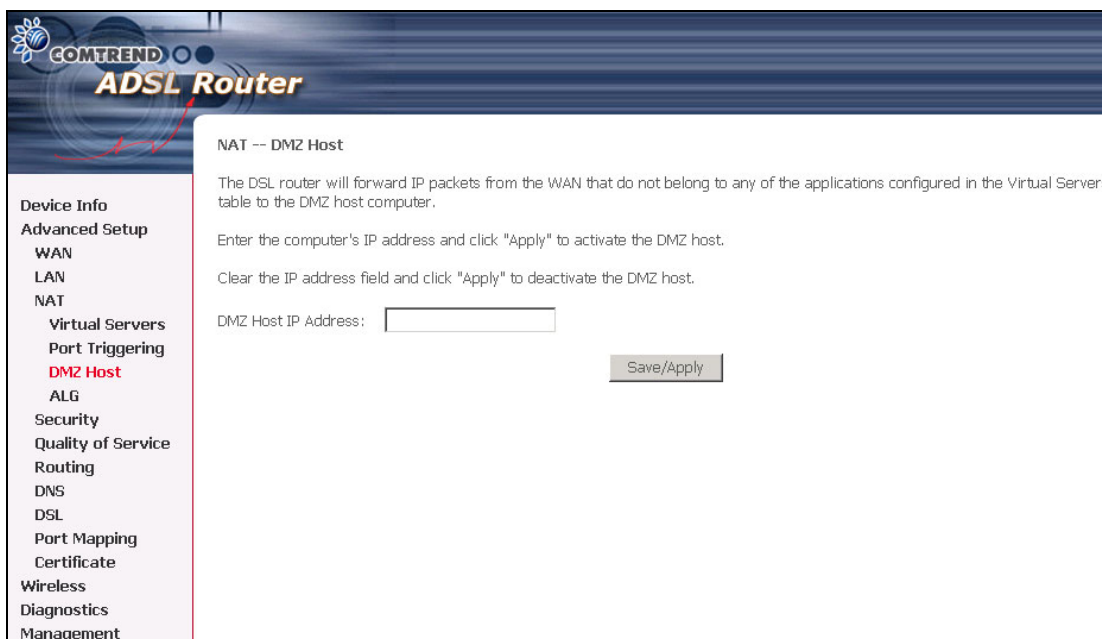 COMTREND
ADSL Router
NAT -- DMZ Host
The DSL router will forward IP packets from the WAN that do not belong to any of the applications configured in the Virtual Server
table to the DMZ host computer.
Enter the computer's IP address and click "Apply" to activate the DMZ host.
Clear the IP address field and click "Apply" to deactivate the DMZ host.
DMZ Host IP Address:
Save/Apply
Device Info
Advanced Setup
WAN
LAN
NAT
Virtual Servers
Port Triggering
DMZ Host
ALG
Security
Quality of Service
Routing
DNS
DSL
Port Mapping
Certificate
Wireless
Diagnostics
Management